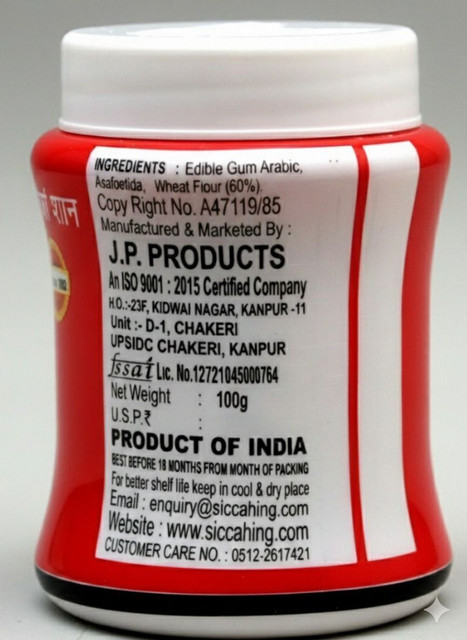 INGREDIENTS : Edible Gum Arabic,
Asafoetida, Wheat Flour (60%).
Copy Right No. A47119/85
Manufactured & Marketed By :
J.P. PRODUCTS
An ISO 9001 : 2015 Certified Company
H.O.:-23F, KIDWAI NAGAR, KANPUR -11
Unit :- D-1, CHAKERI
UPSIDC CHAKERI, KANPUR
fssai Lic. No.12721045000764
Net Weight : 100g
U.S.P.₹ :
PRODUCT OF INDIA
BEST BEFORE 18 MONTHS FROM MONTH OF PACKING
For better shelf life keep in cool & dry place
Email : enquiry@siccahing.com
Website : www.siccahing.com
CUSTOMER CARE NO. : 0512-2617421
शान